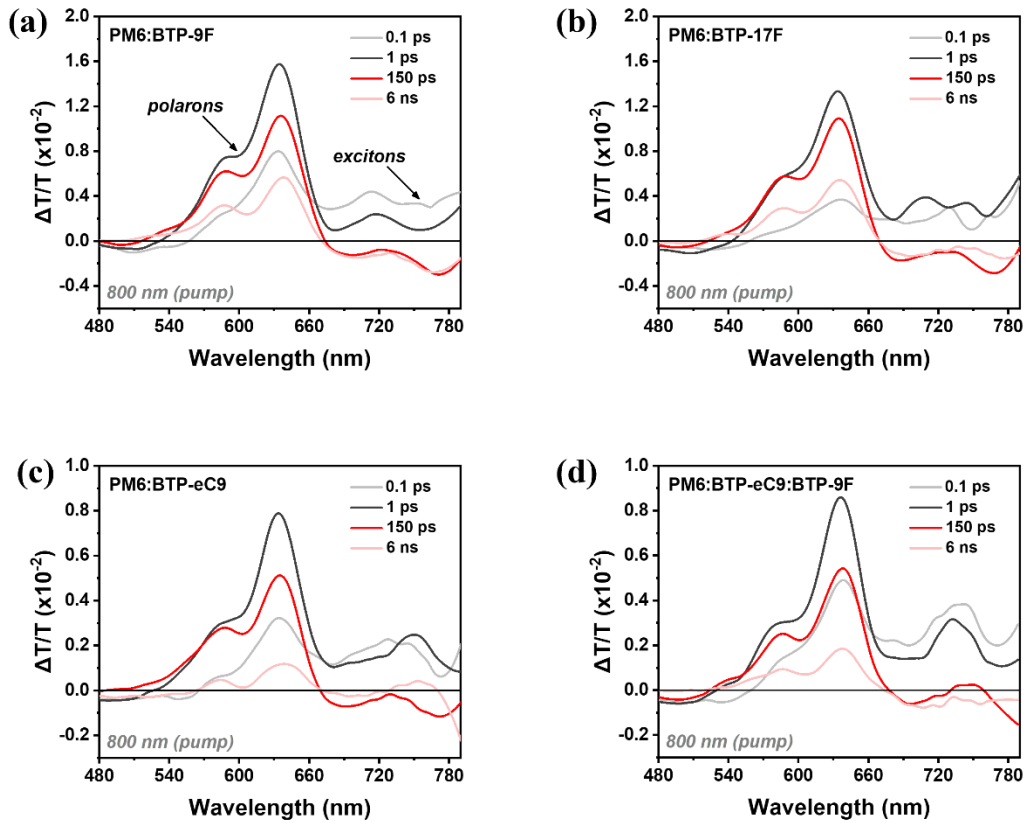 (a)
PM6:BTP-9F
0.1 ps
1 ps
150 ps
6 ns
polarons
excitons
800 nm (pump)
ΔT/T (x10⁻²)
2.0
1.6
1.2
0.8
0.4
0.0
-0.4
480 540 600 660 720 780
Wavelength (nm)
(b)
PM6:BTP-17F
0.1 ps
1 ps
150 ps
6 ns
800 nm (pump)
ΔT/T (x10⁻²)
2.0
1.6
1.2
0.8
0.4
0.0
-0.4
480 540 600 660 720 780
Wavelength (nm)
(c)
PM6:BTP-eC9
0.1 ps
1 ps
150 ps
6 ns
800 nm (pump)
ΔT/T (x10⁻²)
1.0
0.8
0.6
0.4
0.2
0.0
-0.2
480 540 600 660 720 780
Wavelength (nm)
(d)
PM6:BTP-eC9:BTP-9F
0.1 ps
1 ps
150 ps
6 ns
800 nm (pump)
ΔT/T (x10⁻²)
1.0
0.8
0.6
0.4
0.2
0.0
-0.2
480 540 600 660 720 780
Wavelength (nm)